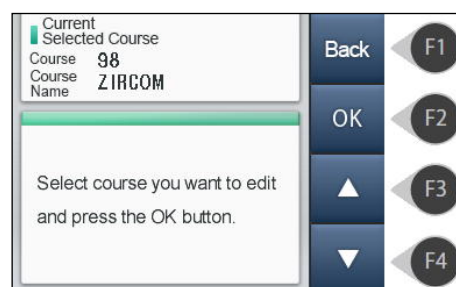 Current
Selected Course
Course 98
Course Name ZIRCOM
Select course you want to edit
and press the OK button.
Back
OK
F1
F2
F3
F4